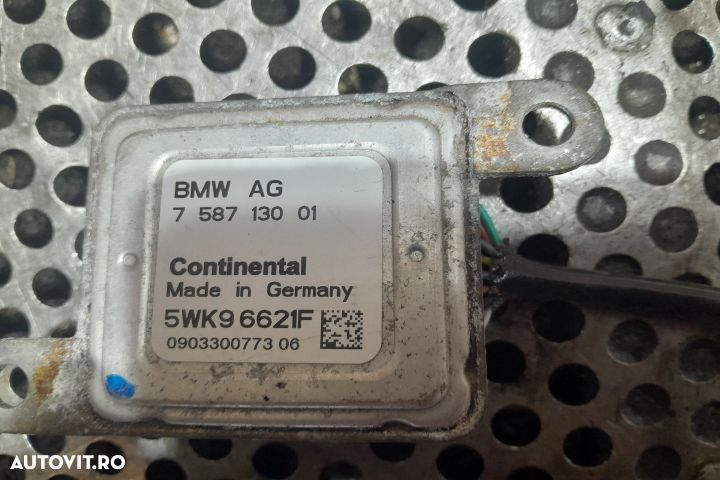 BMW AG
7 587 130 01
Continental
Made in Germany
5WK9 6621F
0903300773 06
AUTOVIT.RO